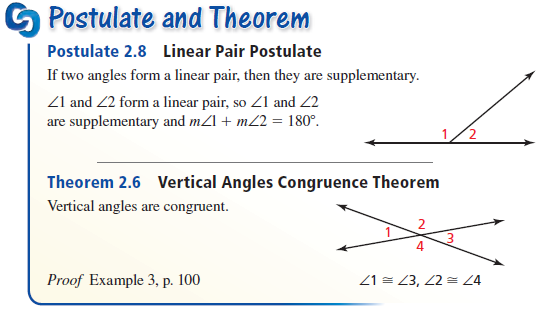 Postulate and Theorem
Postulate 2.8 Linear Pair Postulate
If two angles form a linear pair, then they are supplementary.
∠1 and ∠2 form a linear pair, so ∠1 and ∠2
are supplementary and m∠1 + m∠2 = 180°.
1 2
Theorem 2.6 Vertical Angles Congruence Theorem
Vertical angles are congruent.
2
1 3
4
Proof Example 3, p. 100
∠1 ≅ ∠3, ∠2 ≅ ∠4